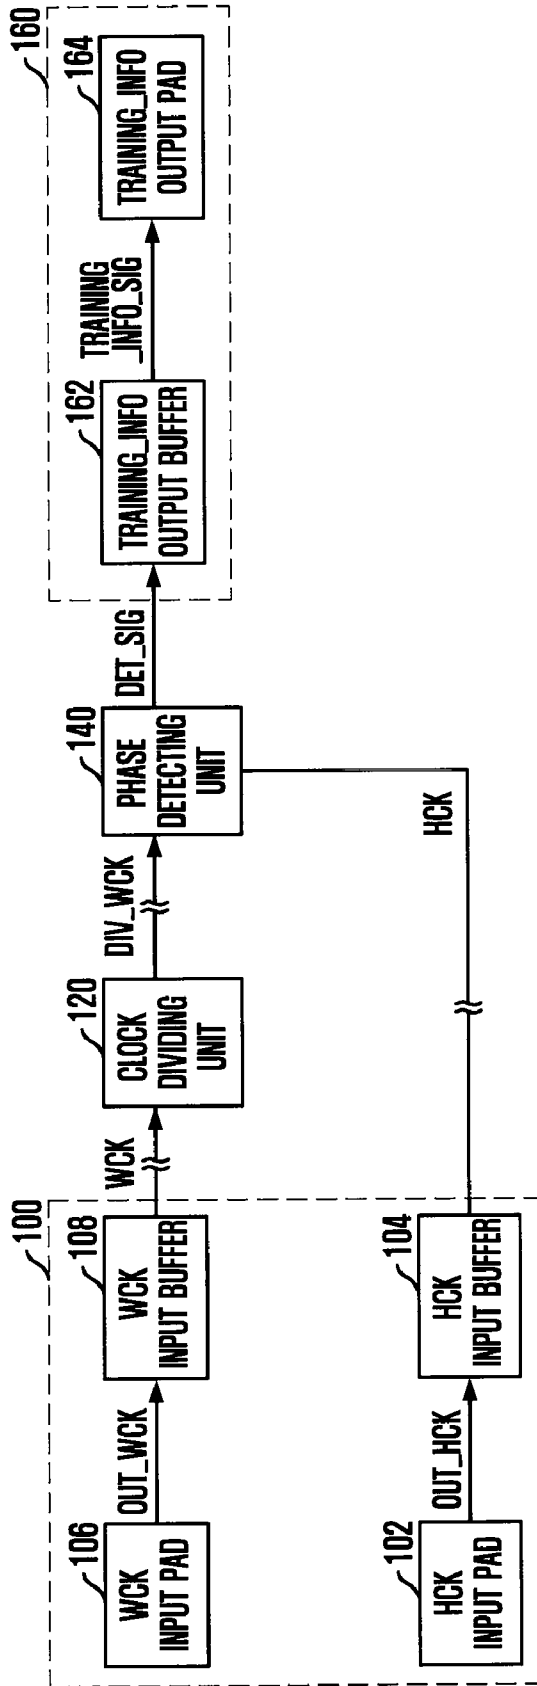 100
106
WCK
INPUT PAD
OUT_WCK
108
WCK
INPUT BUFFER
WCK
120
CLOCK
DIVIDING
UNIT
DIV_WCK
140
PHASE
DETECTING
UNIT
DET_SIG
160
162
TRAINING_INFO
OUTPUT BUFFER
TRAINING
_INFO_SIG
164
TRAINING_INFO
OUTPUT PAD
102
HCK
INPUT PAD
OUT_HCK
104
HCK
INPUT BUFFER
HCK